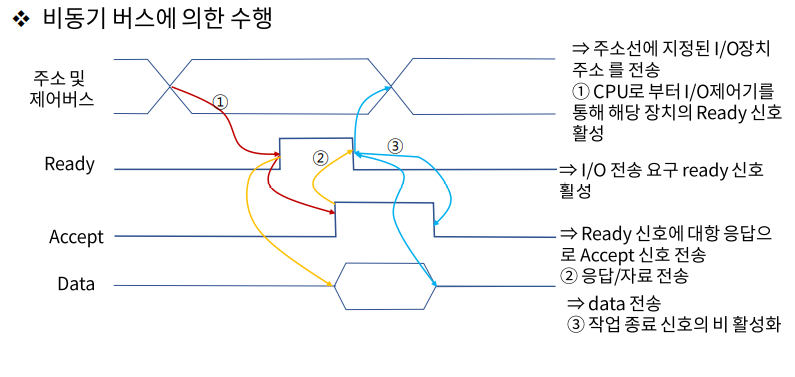 ❖ 비동기 버스에 의한 수행
주소 및
제어버스
①
Ready
②
③
Accept
Data
⇒ 주소선에 지정된 I/O장치
주소 를 전송
① CPU로 부터 I/O제어기를
통해 해당 장치의 Ready 신호
활성
⇒ I/O 전송 요구 ready 신호
횔성
⇒ Ready 신호에 대항 응답으
로 Accept 신호 전송
② 응답/자료 전송
⇒ data 전송
③ 작업 종료 신호의 비 활성화